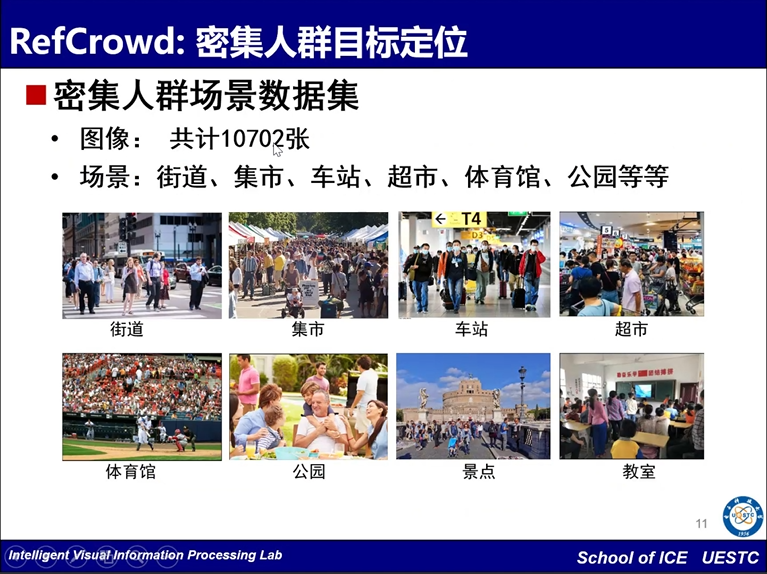 RefCrowd: 密集人群目标定位
密集人群场景数据集
• 图像： 共计10702张
• 场景：街道、集市、车站、超市、体育馆、公园等等
T4
D3
街道 集市 车站 超市
体育馆 公园 景点 教室
11
UESTC
1956
Intelligent Visual Information Processing Lab
School of ICE UESTC